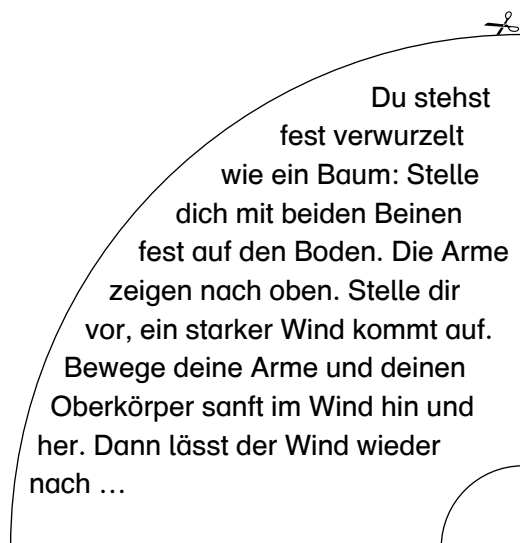 Du stehst
fest verwurzelt
wie ein Baum: Stelle
dich mit beiden Beinen
fest auf den Boden. Die Arme
zeigen nach oben. Stelle dir
vor, ein starker Wind kommt auf.
Bewege deine Arme und deinen
Oberkörper sanft im Wind hin und
her. Dann lässt der Wind wieder
nach …